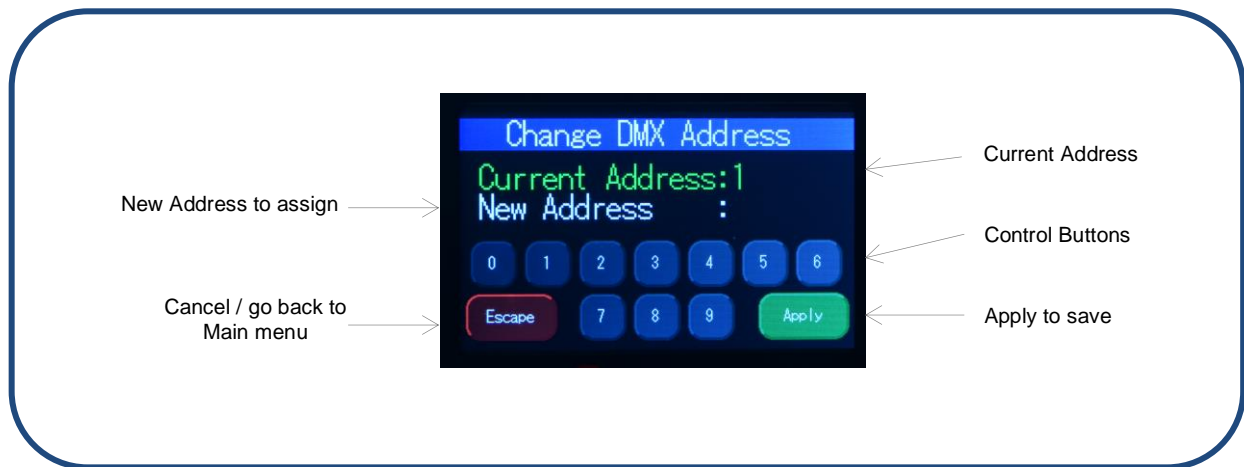 Change DMX Address
Current Address:1
New Address :
0 1 2 3 4 5 6
Escape 7 8 9 Apply
New Address to assign
Cancel / go back to
Main menu
Current Address
Control Buttons
Apply to save